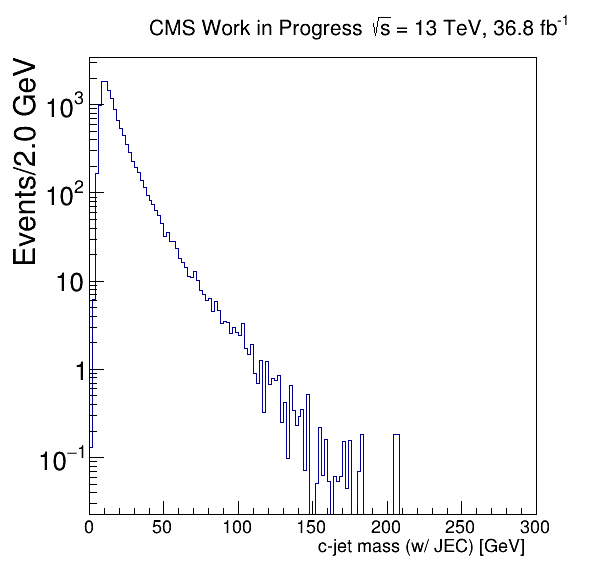 CMS Work in Progress √s = 13 TeV, 36.8 fb⁻¹
Events/2.0 GeV
10³
10²
10
1
10⁻¹
0 50 100 150 200 250 300
c-jet mass (w/ JEC) [GeV]